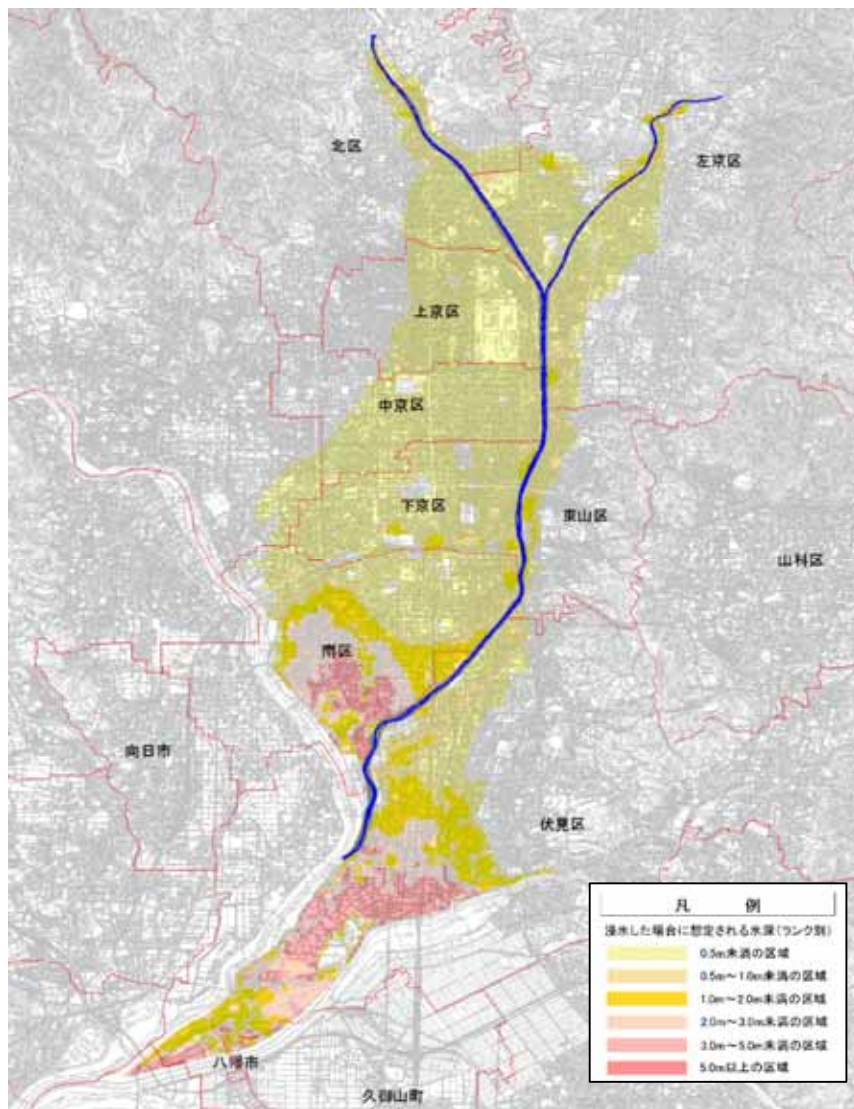 北区
左京区
上京区
中京区
下京区
東山区
山科区
南区
向日市
伏見区
八幡市
久御山町
凡 例
浸水した場合に想定される水深(ランク別)
0.5m未満の区域
0.5m～1.0m未満の区域
1.0m～2.0m未満の区域
2.0m～3.0m未満の区域
3.0m～5.0m未満の区域
5.0m以上の区域